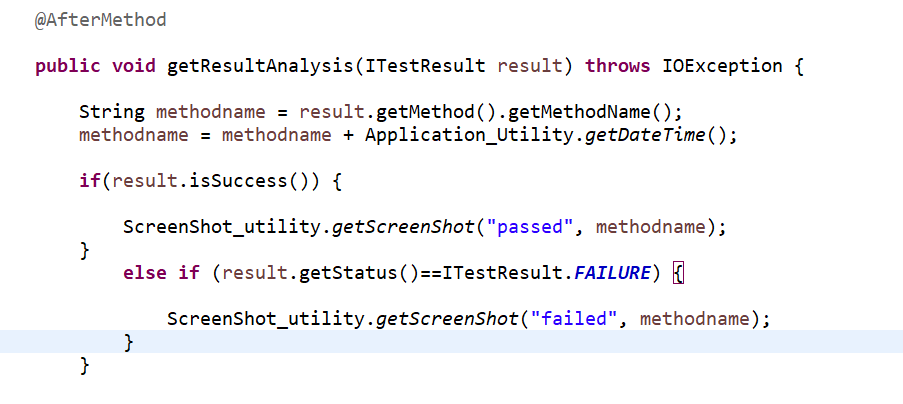 @AfterMethod
public void getResultAnalysis(ITestResult result) throws IOException {
String methodname = result.getMethod().getMethodName();
methodname = methodname + Application_Utility.getDateTime();
if(result.isSuccess()) {
ScreenShot_utility.getScreenShot("passed", methodname);
}
else if (result.getStatus()==ITestResult.FAILURE) {
ScreenShot_utility.getScreenShot("failed", methodname);
}
}